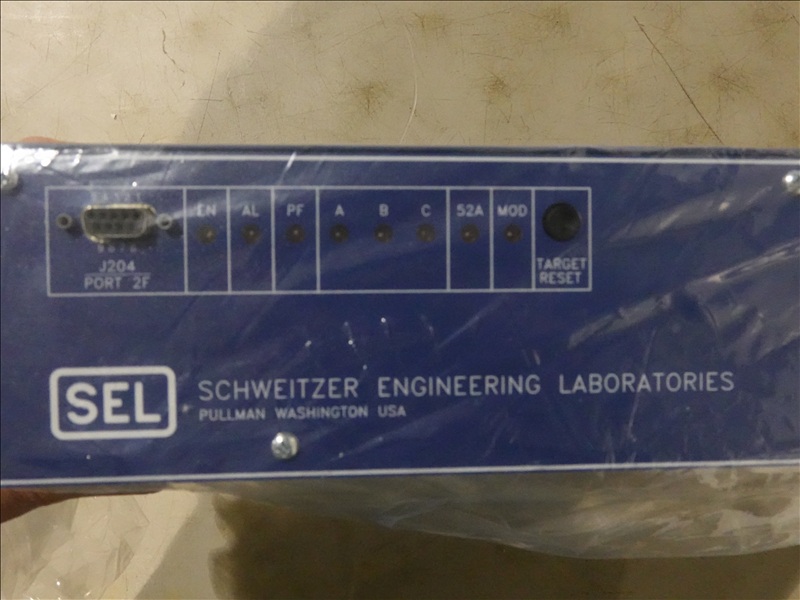 EN AL PF A B C 52A MOD
J204
PORT 2F
TARGET
RESET
SEL
SCHWEITZER ENGINEERING LABORATORIES
PULLMAN WASHINGTON USA